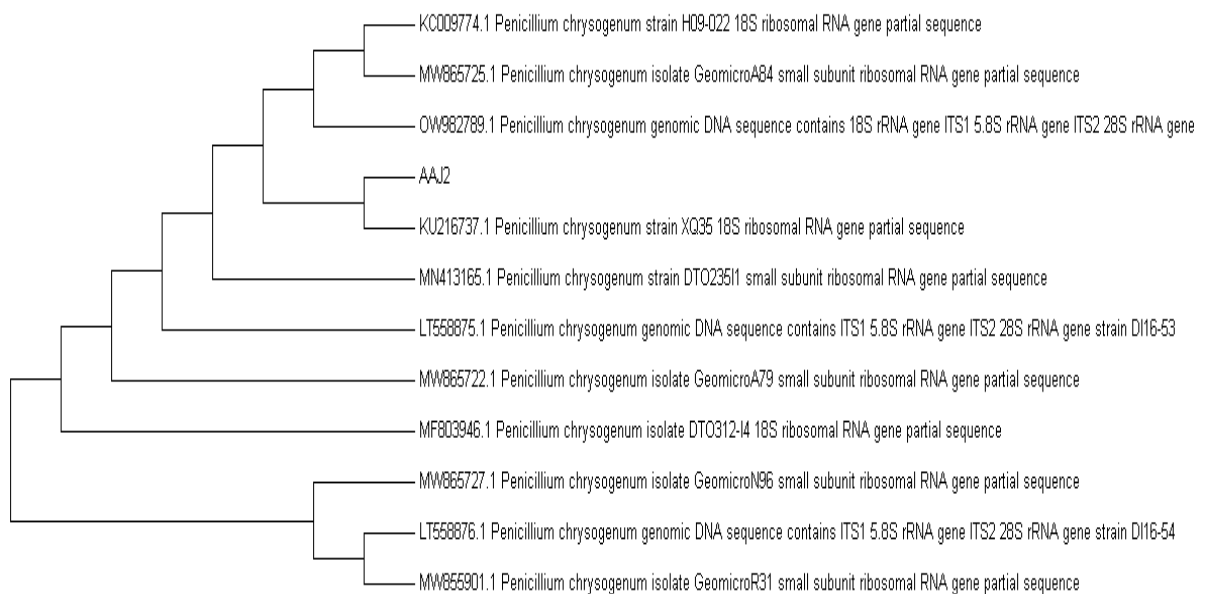 KC009774.1 Penicillium chrysogenum strain H09-022 18S ribosomal RNA gene partial sequence
MW865725.1 Penicillium chrysogenum isolate GeomicroA84 small subunit ribosomal RNA gene partial sequence
OW982789.1 Penicillium chrysogenum genomic DNA sequence contains 18S rRNA gene ITS1 5.8S rRNA gene ITS2 28S rRNA gene
AAJ2
KU216737.1 Penicillium chrysogenum strain XQ35 18S ribosomal RNA gene partial sequence
MN413165.1 Penicillium chrysogenum strain DTO235I1 small subunit ribosomal RNA gene partial sequence
LT558875.1 Penicillium chrysogenum genomic DNA sequence contains ITS1 5.8S rRNA gene ITS2 28S rRNA gene strain DI16-53
MW865722.1 Penicillium chrysogenum isolate GeomicroA79 small subunit ribosomal RNA gene partial sequence
MF803946.1 Penicillium chrysogenum isolate DTO312-I4 18S ribosomal RNA gene partial sequence
MW865727.1 Penicillium chrysogenum isolate GeomicroN96 small subunit ribosomal RNA gene partial sequence
LT558876.1 Penicillium chrysogenum genomic DNA sequence contains ITS1 5.8S rRNA gene ITS2 28S rRNA gene strain DI16-54
MW855901.1 Penicillium chrysogenum isolate GeomicroR31 small subunit ribosomal RNA gene partial sequence